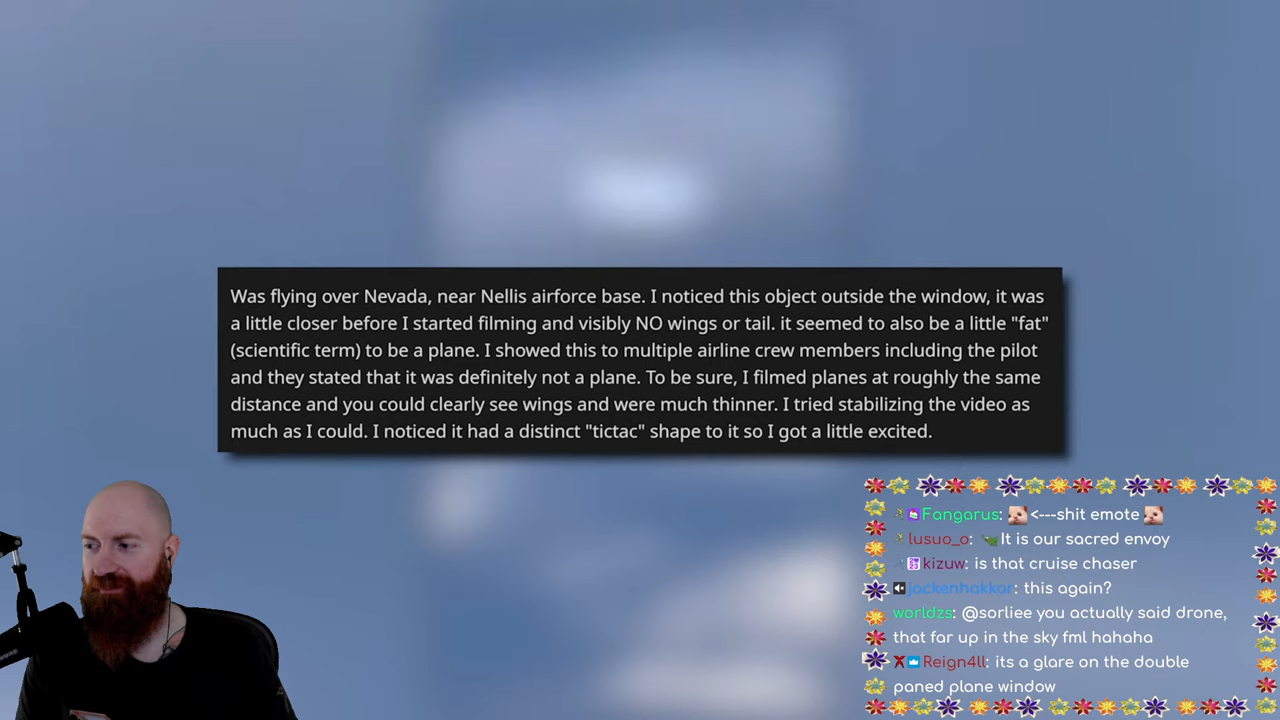 Was flying over Nevada, near Nellis airforce base. I noticed this object outside the window, it was
a little closer before I started filming and visibly NO wings or tail. it seemed to also be a little "fat"
(scientific term) to be a plane. I showed this to multiple airline crew members including the pilot
and they stated that it was definitely not a plane. To be sure, I filmed planes at roughly the same
distance and you could clearly see wings and were much thinner. I tried stabilizing the video as
much as I could. I noticed it had a distinct "tictac" shape to it so I got a little excited.
Fangarus: <---shit emote
lusuo_o: It is our sacred envoy
kizuw: is that cruise chaser
jackenhakkar: this again?
worldzs: @sorliee you actually said drone,
that far up in the sky fml hahaha
Reign4ll: its a glare on the double
paned plane window